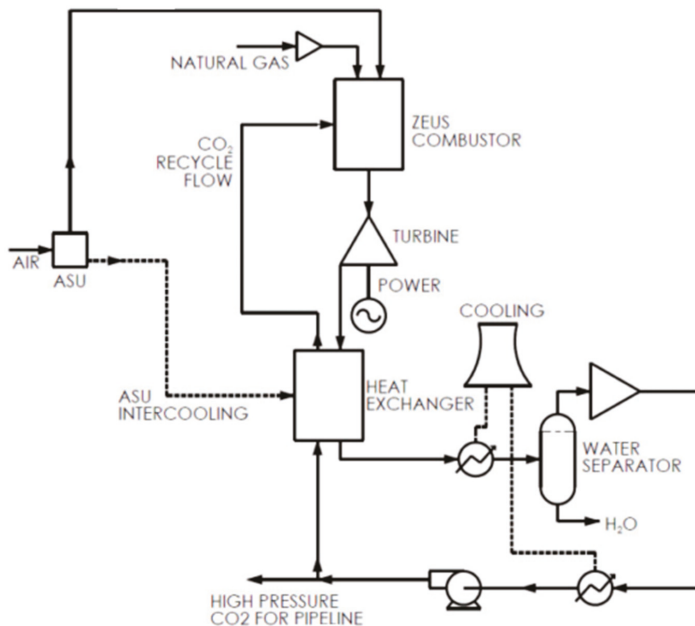 NATURAL GAS
ZEUS
COMBUSTOR
CO2
RECYCLE
FLOW
AIR
ASU
TURBINE
POWER
COOLING
ASU
INTERCOOLING
HEAT
EXCHANGER
WATER
SEPARATOR
H2O
HIGH PRESSURE
CO2 FOR PIPELINE